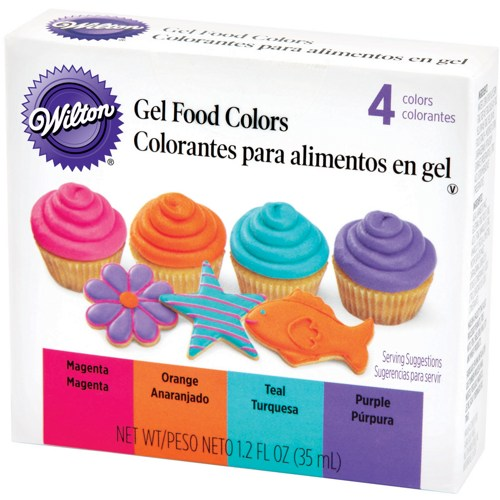 Wilton®
Gel Food Colors
Colorantes para alimentos en gel
Wilton®
Gel Food Colors
Colorantes para alimentos en gel
4 colors
colorantes
V
Serving Suggestions
Sugerencias para servir
Magenta
Magenta
Orange
Anaranjado
Teal
Turquesa
Purple
Púrpura
NET WT/PESO NETO 1.2 FL OZ (35 mL)